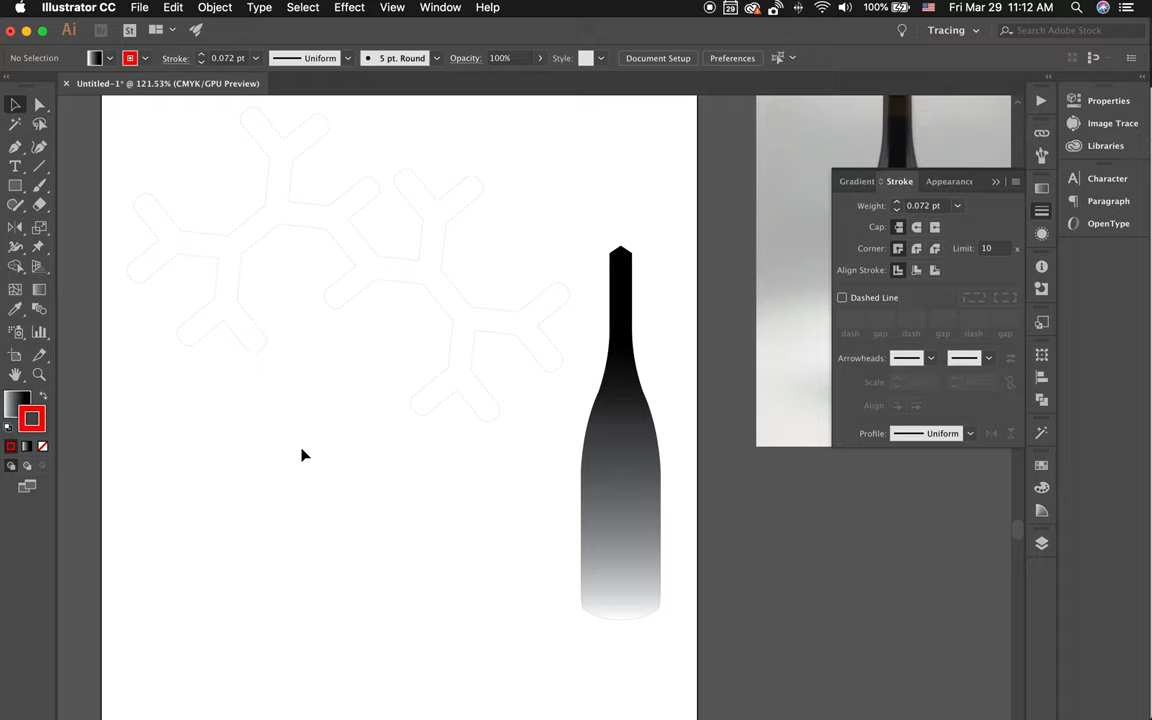 Illustrator CC File Edit Object Type Select Effect View Window Help 29 100% Fri Mar 29 11:12 AM
Ai Br St Tracing Search Adobe Stock
No Selection Stroke: 0.072 pt Uniform 5 pt. Round Opacity: 100% Style: Document Setup Preferences
Untitled-1* @ 121.53% (CMYK/GPU Preview)
Properties
Image Trace
Libraries
Character
Paragraph
OpenType
Gradient Stroke Appearance
Weight: 0.072 pt
Cap:
Corner: Limit: 10 x
Align Stroke:
Dashed Line
dash gap dash gap dash gap
Arrowheads:
Scale:
Align:
Profile: Uniform